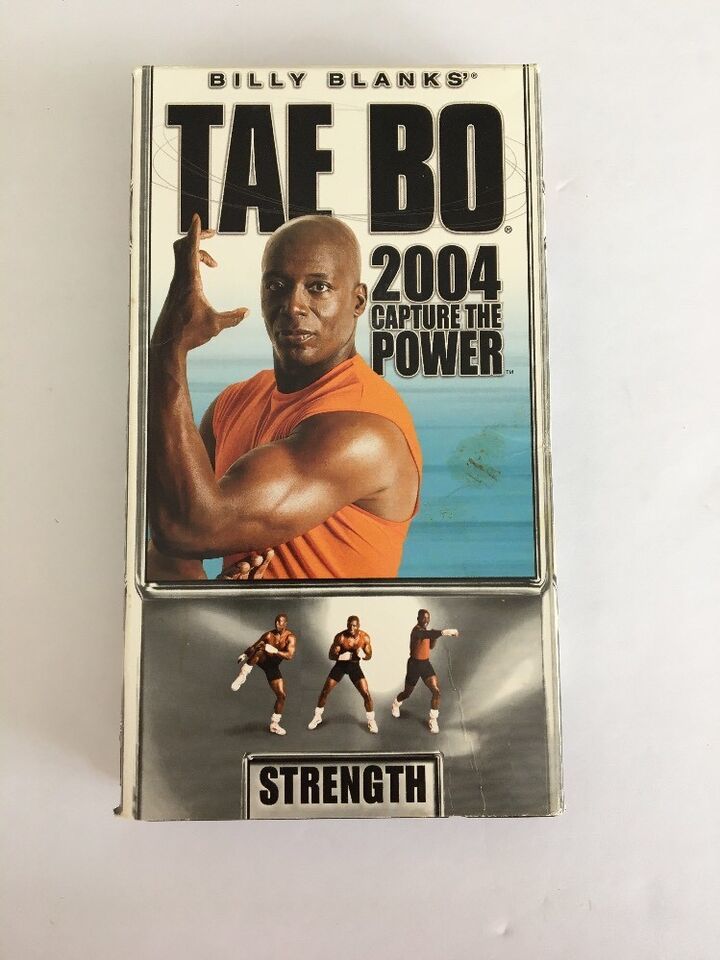 BILLY BLANKS'®
TAE BO®
2004
CAPTURE THE
POWER™
STRENGTH